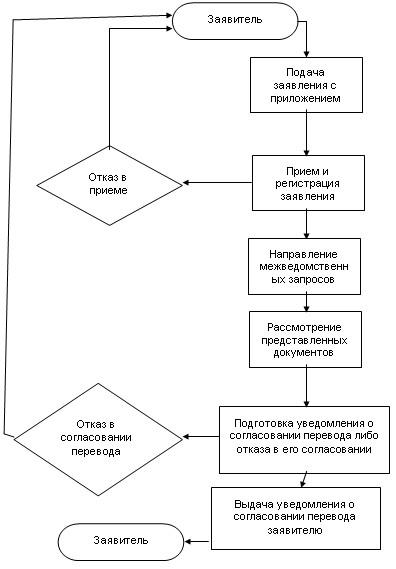 Заявитель
Подача
заявления с
приложением
Отказ в
приеме
Прием и
регистрация
заявления
Направление
межведомственн
ых запросов
Рассмотрение
представленных
документов
Отказ в
согласовании
перевода
Подготовка уведомления о
согласовании перевода либо
отказа в его согласовании
Выдача уведомления о
согласовании перевода
заявителю
Заявитель